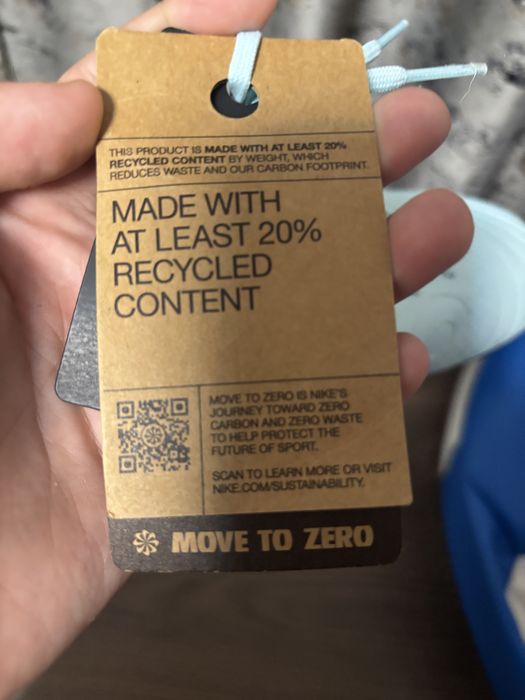 THIS PRODUCT IS MADE WITH AT LEAST 20%
RECYCLED CONTENT BY WEIGHT, WHICH
REDUCES WASTE AND OUR CARBON FOOTPRINT.
MADE WITH
AT LEAST 20%
RECYCLED
CONTENT
MOVE TO ZERO IS NIKE'S
JOURNEY TOWARD ZERO
CARBON AND ZERO WASTE
TO HELP PROTECT THE
FUTURE OF SPORT.
SCAN TO LEARN MORE OR VISIT
NIKE.COM/SUSTAINABILITY.
MOVE TO ZERO